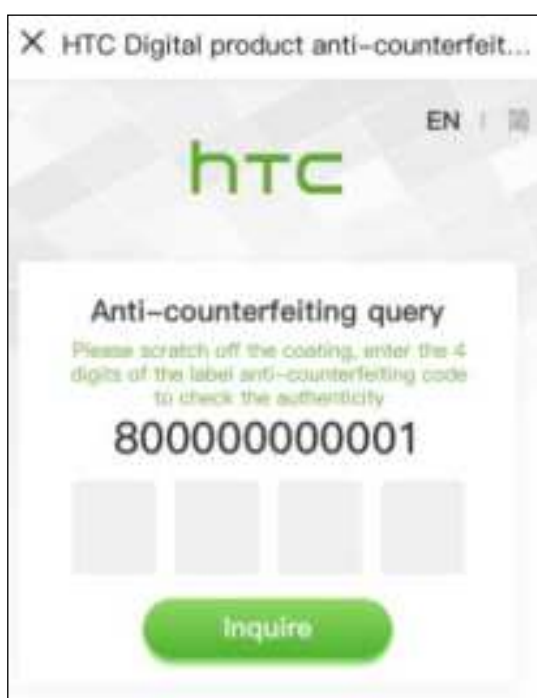 X HTC Digital product anti-counterfeit...
EN | 简
hTC
Anti-counterfeiting query
Please scratch off the coating, enter the 4
digits of the label anti-counterfeiting code
to check the authenticity
800000000001
Inquire